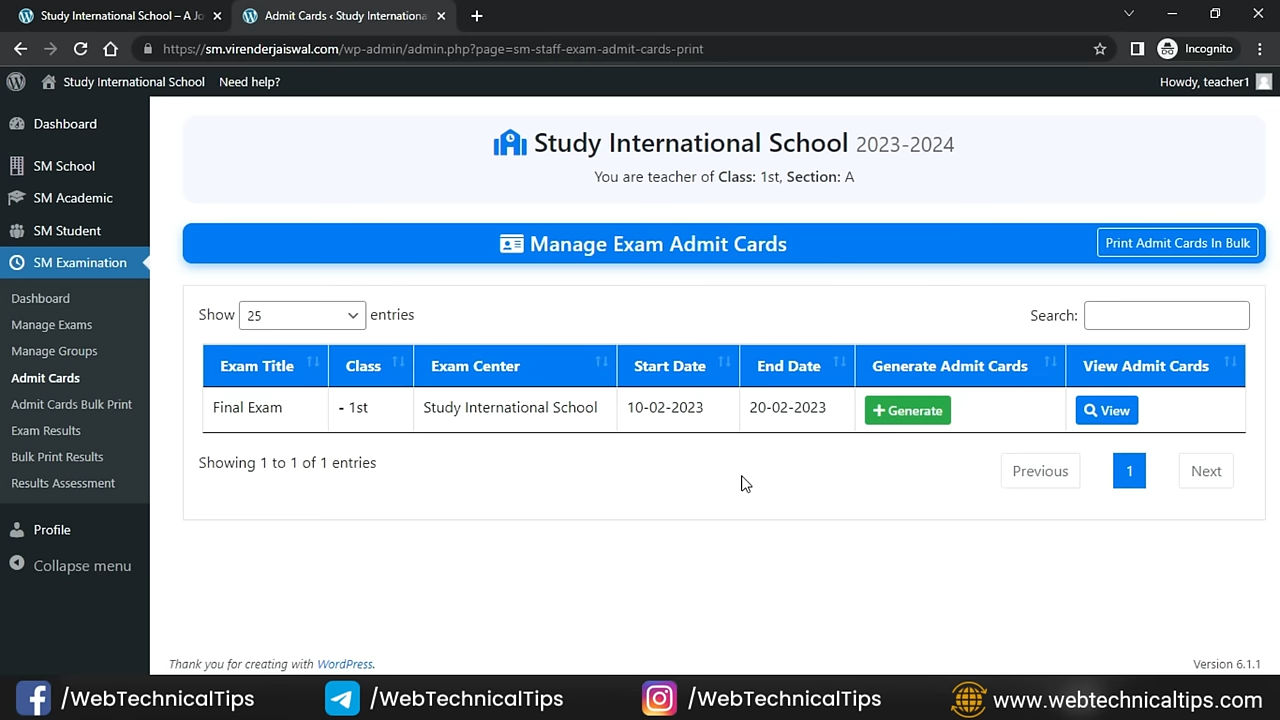 Study International School – A Jo
Admit Cards ‹ Study Internationa
https://sm.virenderjaiswal.com/wp-admin/admin.php?page=sm-staff-exam-admit-cards-print
Incognito
Study International School
Need help?
Howdy, teacher1
Dashboard
SM School
SM Academic
SM Student
SM Examination
Dashboard
Manage Exams
Manage Groups
Admit Cards
Admit Cards Bulk Print
Exam Results
Bulk Print Results
Results Assessment
Profile
Collapse menu
Study International School 2023-2024
You are teacher of Class: 1st, Section: A
Manage Exam Admit Cards
Print Admit Cards In Bulk
Show 25 entries
Search:
Exam Title Class Exam Center Start Date End Date Generate Admit Cards View Admit Cards
Final Exam - 1st Study International School 10-02-2023 20-02-2023 +Generate View
Showing 1 to 1 of 1 entries
Previous 1 Next
Thank you for creating with WordPress.
Version 6.1.1
/WebTechnicalTips /WebTechnicalTips /WebTechnicalTips www.webtechnicaltips.com